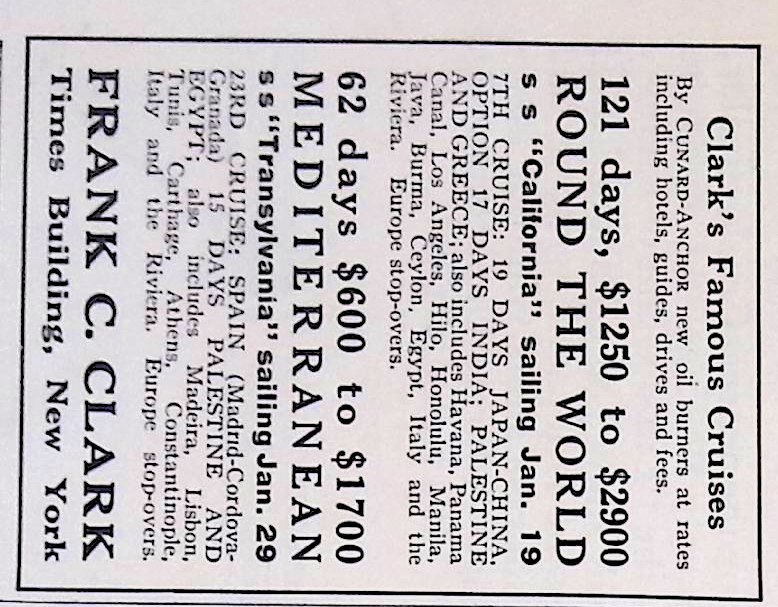 Clark's Famous Cruises
By CUNARD-ANCHOR new oil burners at rates
including hotels, guides, drives and fees.
121 days, $1250 to $2900
ROUND THE WORLD
s s "California" sailing Jan. 19
7TH CRUISE: 19 DAYS JAPAN-CHINA,
OPTION 17 DAYS INDIA; PALESTINE
AND GREECE; also includes Havana, Panama
Canal, Los Angeles, Hilo, Honolulu, Manila,
Java, Burma, Ceylon, Egypt, Italy and the
Riviera. Europe stop-overs.
62 days $600 to $1700
MEDITERRANEAN
s s "Transylvania" sailing Jan. 29
23RD CRUISE: SPAIN (Madrid-Cordova-
Granada) 15 DAYS PALESTINE AND
EGYPT; also includes Madeira, Lisbon,
Tunis, Carthage, Athens, Constantinople,
Italy and the Riviera. Europe stop-overs.
FRANK C. CLARK
Times Building, New York